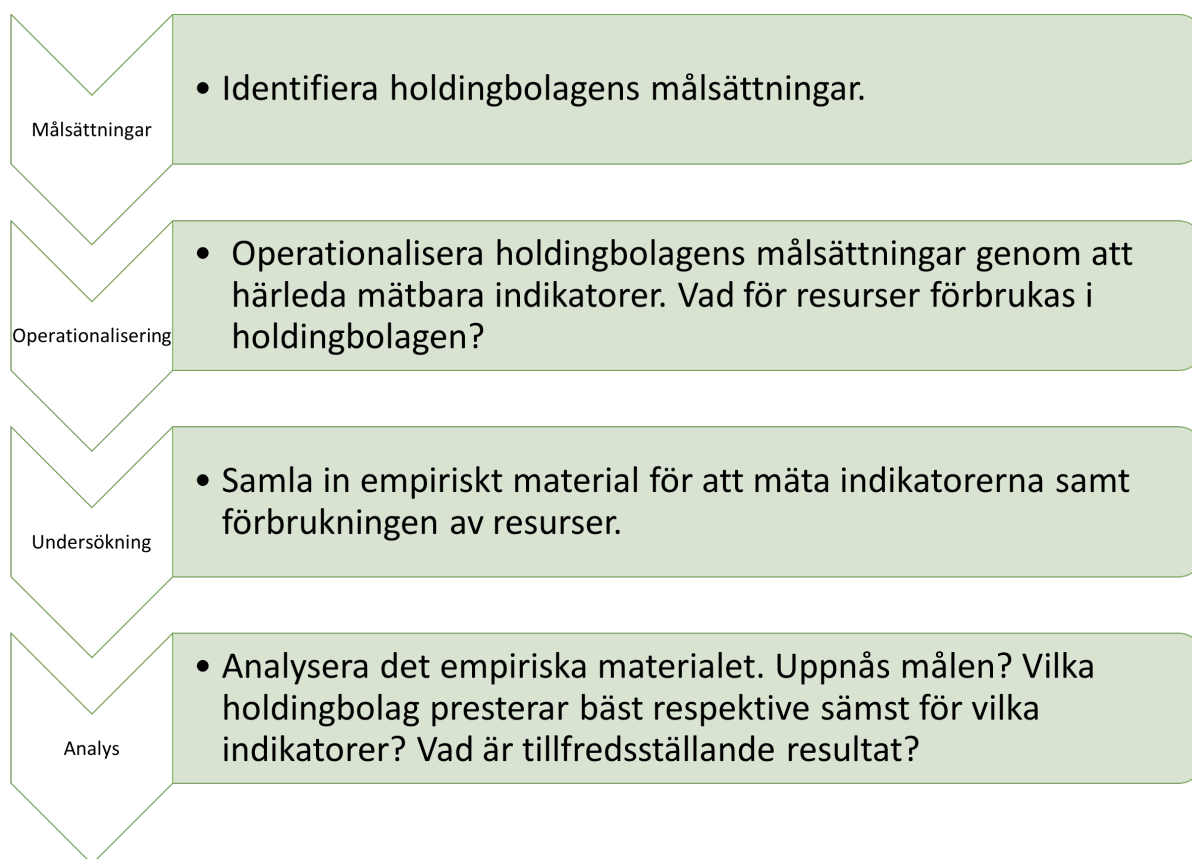 Målsättningar
• Identifiera holdingbolagens målsättningar.
Operationalisering
• Operationalisera holdingbolagens målsättningar genom att
härleda mätbara indikatorer. Vad för resurser förbrukas i
holdingbolagen?
Undersökning
• Samla in empiriskt material för att mäta indikatorerna samt
förbrukningen av resurser.
Analys
• Analysera det empiriska materialet. Uppnås målen? Vilka
holdingbolag presterar bäst respektive sämst för vilka
indikatorer? Vad är tillfredsställande resultat?